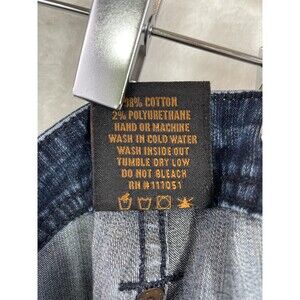 98% COTTON
2% POLYURETHANE
HAND OR MACHINE
WASH IN COLD WATER
WASH INSIDE OUT
TUMBLE DRY LOW
DO NOT BLEACH
RN#111051